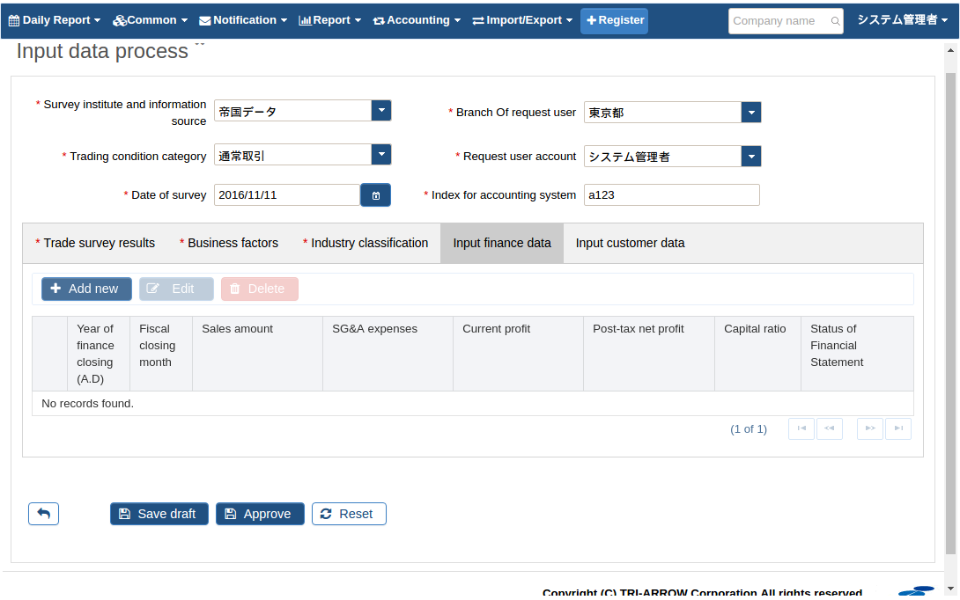 Daily Report Common Notification Report Accounting Import/Export + Register Company name システム管理者
Input data process
* Survey institute and information source 帝国データ * Branch Of request user 東京都
* Trading condition category 通常取引 * Request user account システム管理者
* Date of survey 2016/11/11 * Index for accounting system a123
* Trade survey results * Business factors * Industry classification Input finance data Input customer data
+ Add new Edit Delete
Year of finance closing (A.D) Fiscal closing month Sales amount SG&A expenses Current profit Post-tax net profit Capital ratio Status of Financial Statement
No records found.
(1 of 1)
Save draft Approve Reset
Copyright (C) TRI-ARROW Corporation All rights reserved